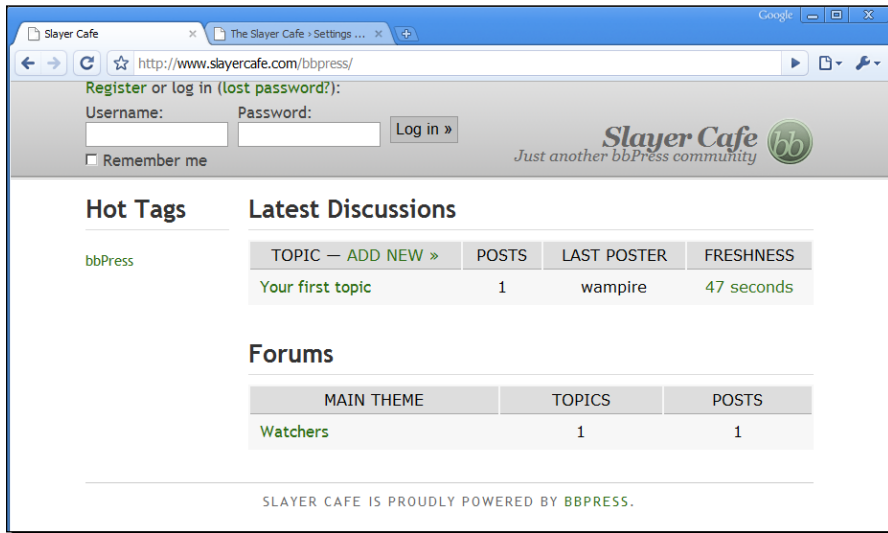 Google
Slayer Cafe
The Slayer Cafe › Settings ...
http://www.slayercafe.com/bbpress/
Register or log in (lost password?):
Username:
Password:
Log in »
Remember me
Slayer Cafe
Just another bbPress community
bb
Hot Tags
bbPress
Latest Discussions
TOPIC — ADD NEW » POSTS LAST POSTER FRESHNESS
Your first topic 1 wampire 47 seconds
Forums
MAIN THEME TOPICS POSTS
Watchers 1 1
SLAYER CAFE IS PROUDLY POWERED BY BBPRESS.